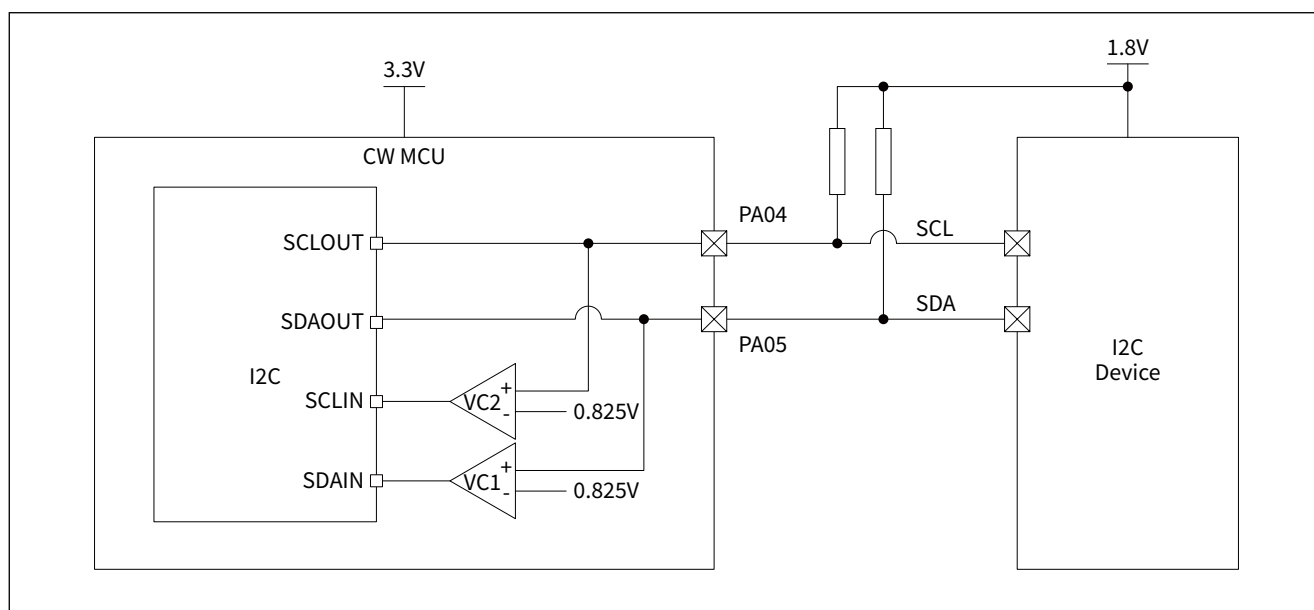 1.8V
3.3V
CW MCU
PA04
SCLOUT
SCL
SDAOUT
SDA
PA05
I2C
I2C
Device
SCLIN
VC2
+
-
0.825V
SDAIN
VC1
+
-
0.825V